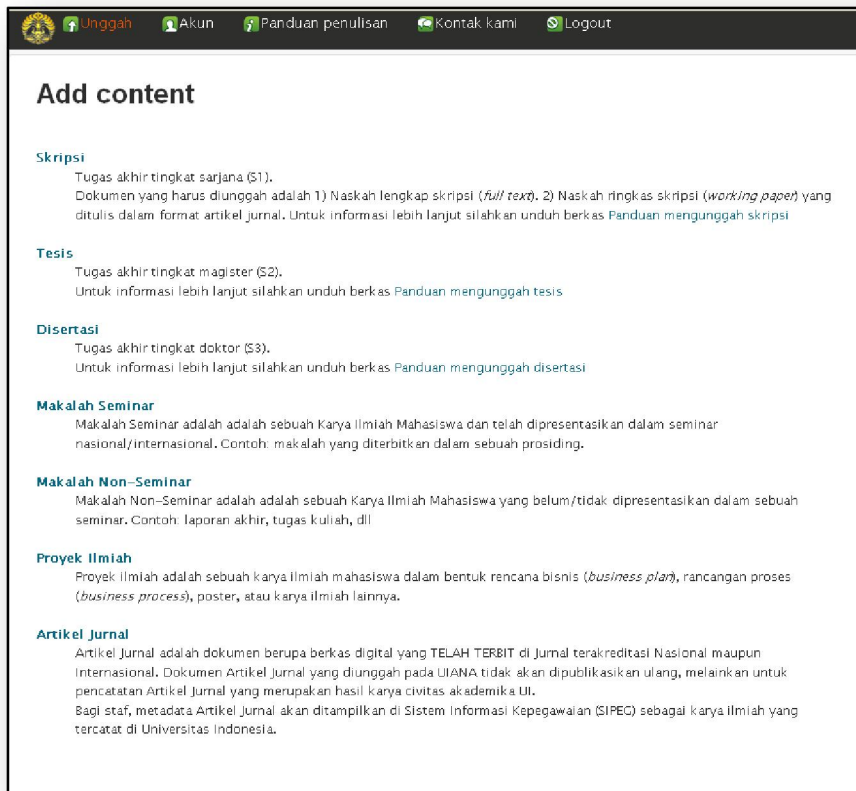 Unggah Akun Panduan penulisan Kontak kami Logout
Add content
Skripsi
Tugas akhir tingkat sarjana (S1).
Dokumen yang harus diunggah adalah 1) Naskah lengkap skripsi (full text). 2) Naskah ringkas skripsi (working paper) yang
ditulis dalam format artikel jurnal. Untuk informasi lebih lanjut silahkan unduh berkas Panduan mengunggah skripsi
Tesis
Tugas akhir tingkat magister (S2).
Untuk informasi lebih lanjut silahkan unduh berkas Panduan mengunggah tesis
Disertasi
Tugas akhir tingkat doktor (S3).
Untuk informasi lebih lanjut silahkan unduh berkas Panduan mengunggah disertasi
Makalah Seminar
Makalah Seminar adalah adalah sebuah Karya Ilmiah Mahasiswa dan telah dipresentasikan dalam seminar
nasional/internasional. Contoh: makalah yang diterbitkan dalam sebuah prosiding.
Makalah Non-Seminar
Makalah Non-Seminar adalah adalah sebuah Karya Ilmiah Mahasiswa yang belum/tidak dipresentasikan dalam sebuah
seminar. Contoh: laporan akhir, tugas kuliah, dll
Proyek Ilmiah
Proyek ilmiah adalah sebuah karya ilmiah mahasiswa dalam bentuk rencana bisnis (business plan), rancangan proses
(business process), poster, atau karya ilmiah lainnya.
Artikel Jurnal
Artikel Jurnal adalah dokumen berupa berkas digital yang TELAH TERBIT di Jurnal terakreditasi Nasional maupun
Internasional. Dokumen Artikel Jurnal yang diunggah pada UIANA tidak akan dipublikasikan ulang, melainkan untuk
pencatatan Artikel Jurnal yang merupakan hasil karya civitas akademika UI.
Bagi staf, metadata Artikel Jurnal akan ditampilkan di Sistem Informasi Kepegawaian (SIPEG) sebagai karya ilmiah yang
tercatat di Universitas Indonesia.